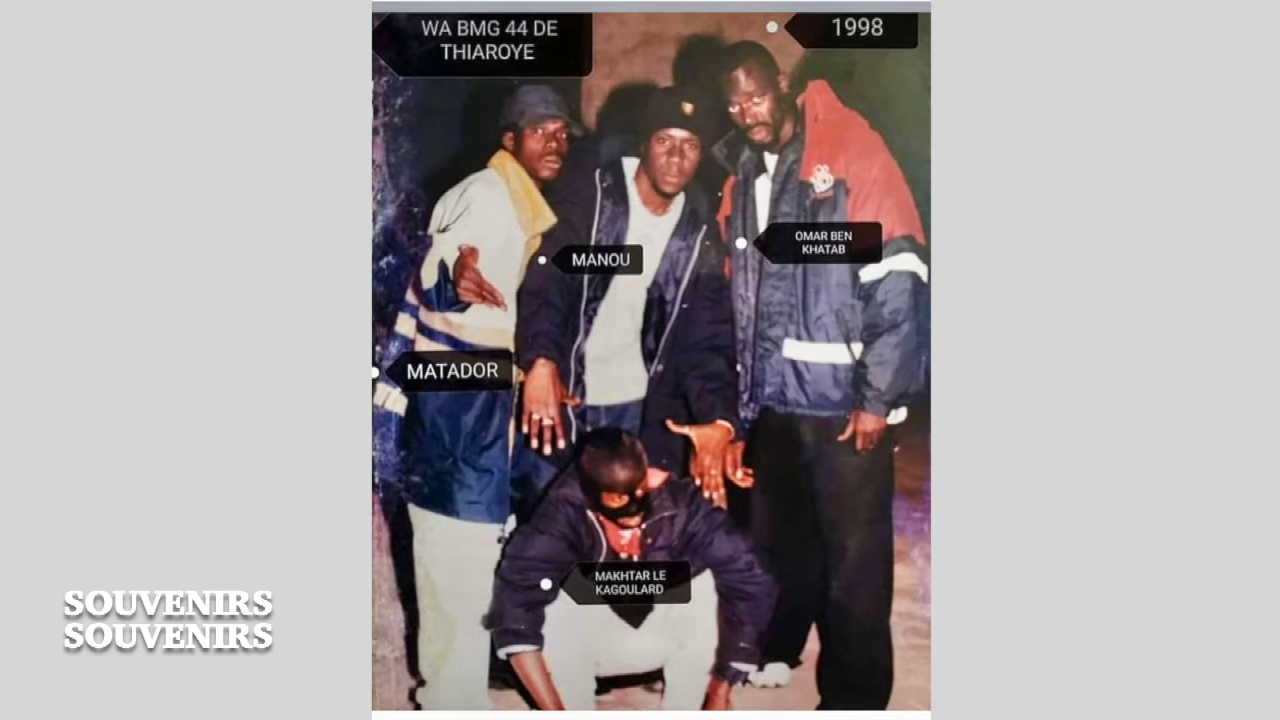 WA BMG 44 DE
THIAROYE
1998
OMAR BEN
KHATAB
MANOU
MATADOR
MAKHTAR LE
KAGOULARD
SOUVENIRS
SOUVENIRS